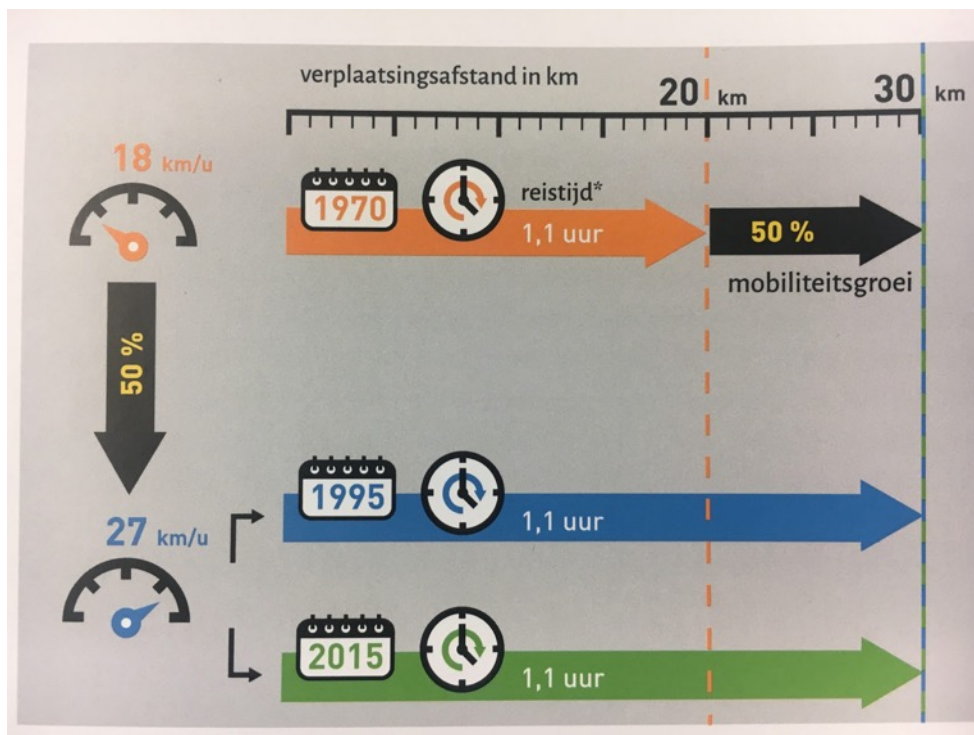 verplaatsingsafstand in km
20 km
30 km
18 km/u
1970
reistijd*
1,1 uur
50 %
mobiliteitsgroei
50 %
27 km/u
1995
1,1 uur
2015
1,1 uur